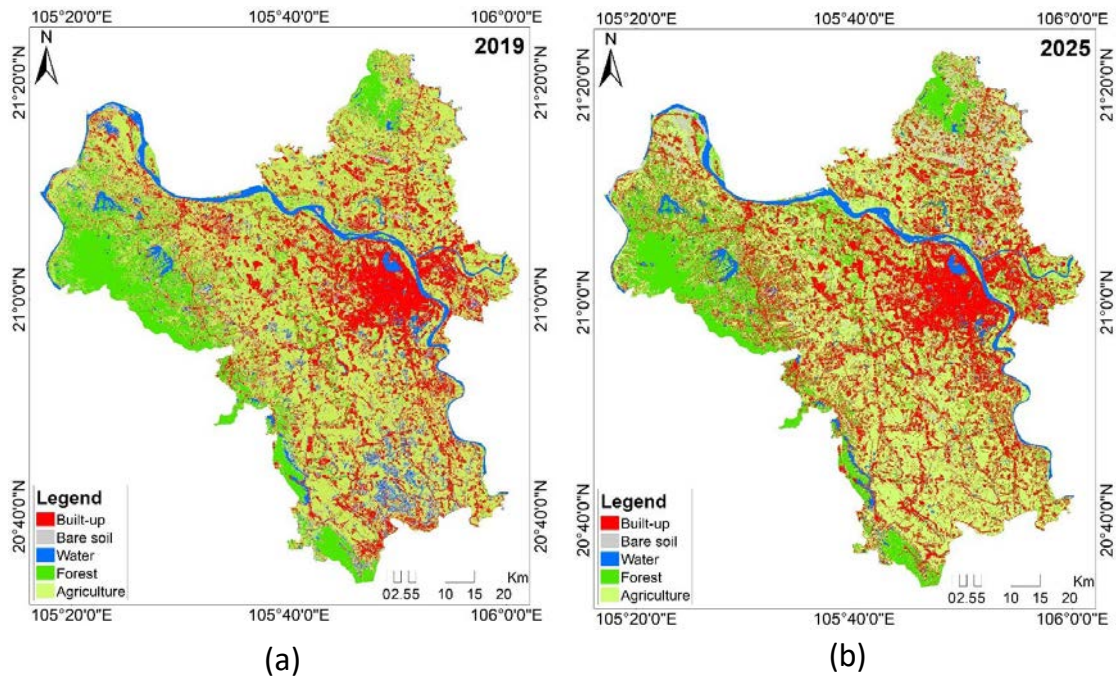 105°20'0"E 105°40'0"E 106°0'0"E
N
2019
21°20'0"N 21°20'0"N
21°0'0"N 21°0'0"N
20°40'0"N 20°40'0"N
Legend
Built-up
Bare soil
Water
Forest
Agriculture
Km
02.55 10 15 20
105°20'0"E 105°40'0"E 106°0'0"E
(a)
105°20'0"E 105°40'0"E 106°0'0"E
N
2025
21°20'0"N 21°20'0"N
21°0'0"N 21°0'0"N
20°40'0"N 20°40'0"N
Legend
Built-up
Bare soil
Water
Forest
Agriculture
Km
02.55 10 15 20
105°20'0"E 105°40'0"E 106°0'0"E
(b)